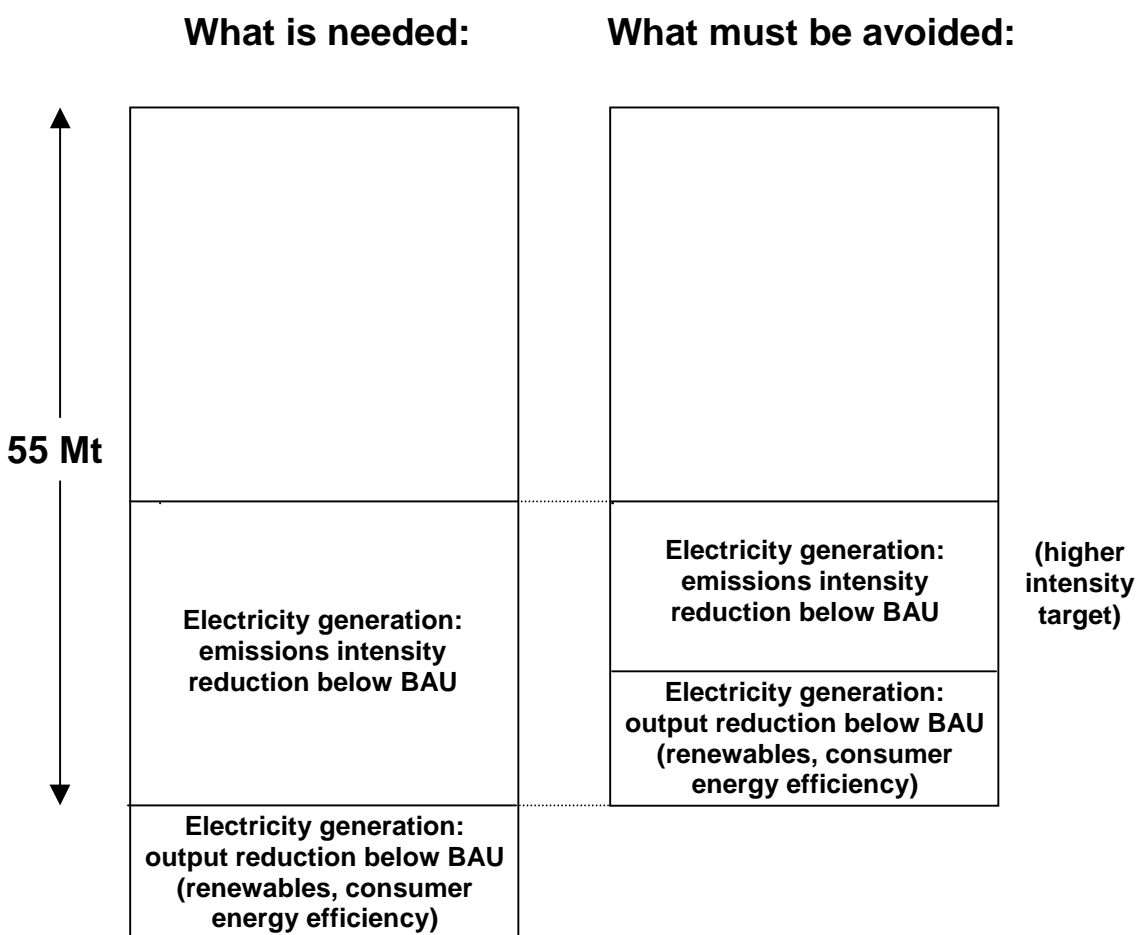 What is needed:
What must be avoided:
55 Mt
Electricity generation:
emissions intensity
reduction below BAU
Electricity generation:
output reduction below BAU
(renewables, consumer
energy efficiency)
Electricity generation:
emissions intensity
reduction below BAU
(higher
intensity
target)
Electricity generation:
output reduction below BAU
(renewables, consumer
energy efficiency)